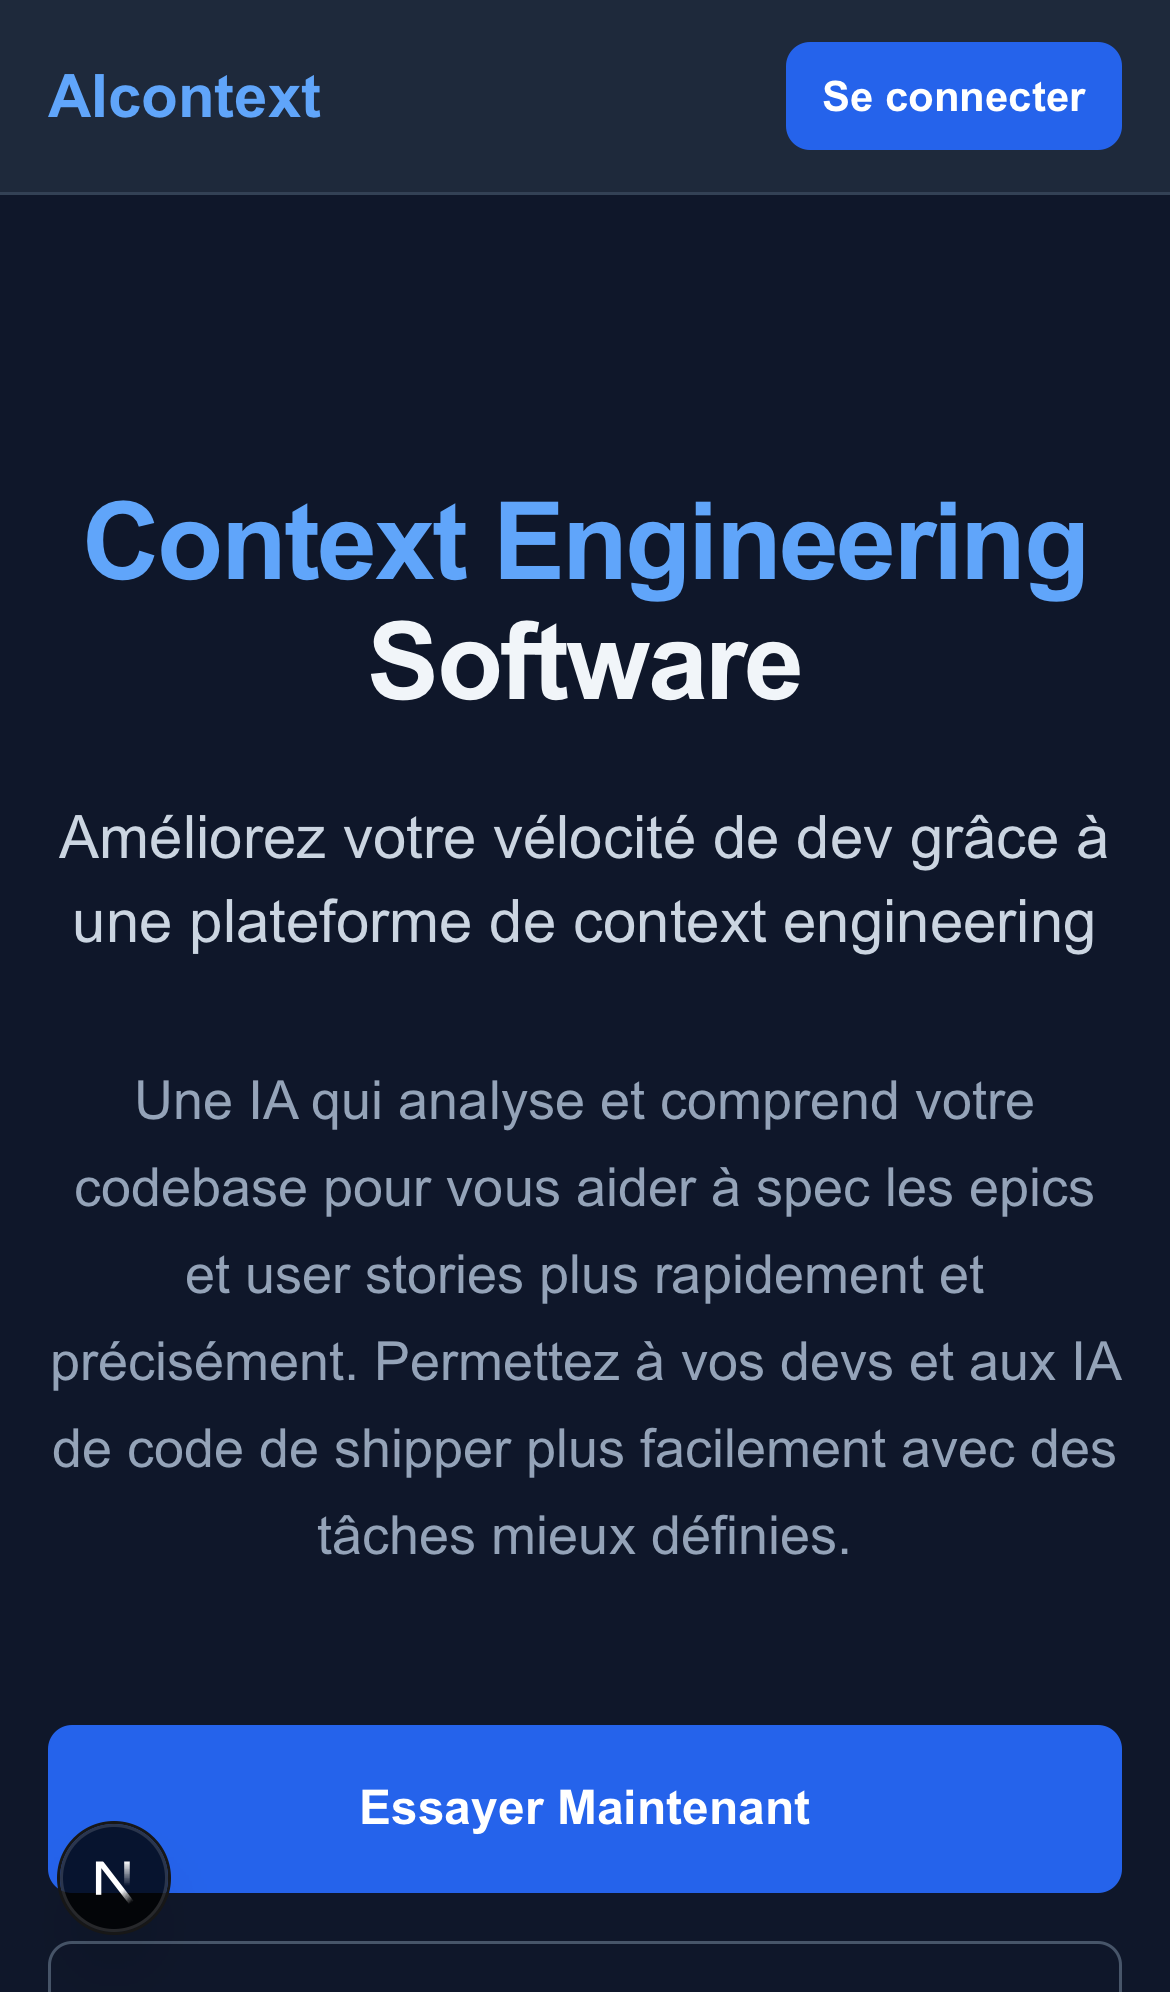 AIcontext
Se connecter
Context Engineering
Software
Améliorez votre vélocité de dev grâce à
une plateforme de context engineering
Une IA qui analyse et comprend votre
codebase pour vous aider à spec les epics
et user stories plus rapidement et
précisément. Permettez à vos devs et aux IA
de code de shipper plus facilement avec des
tâches mieux définies.
Essayer Maintenant
N